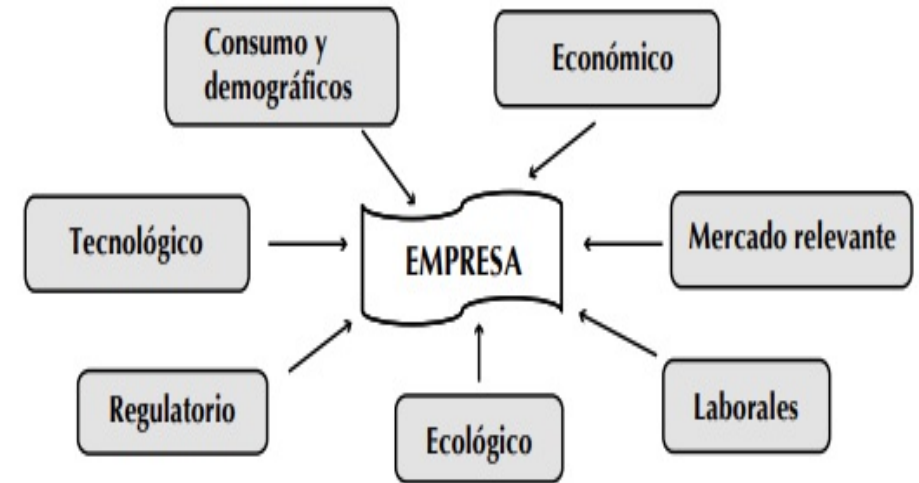 Consumo y
demográficos
Económico
Tecnológico
EMPRESA
Mercado relevante
Regulatorio
Ecológico
Laborales